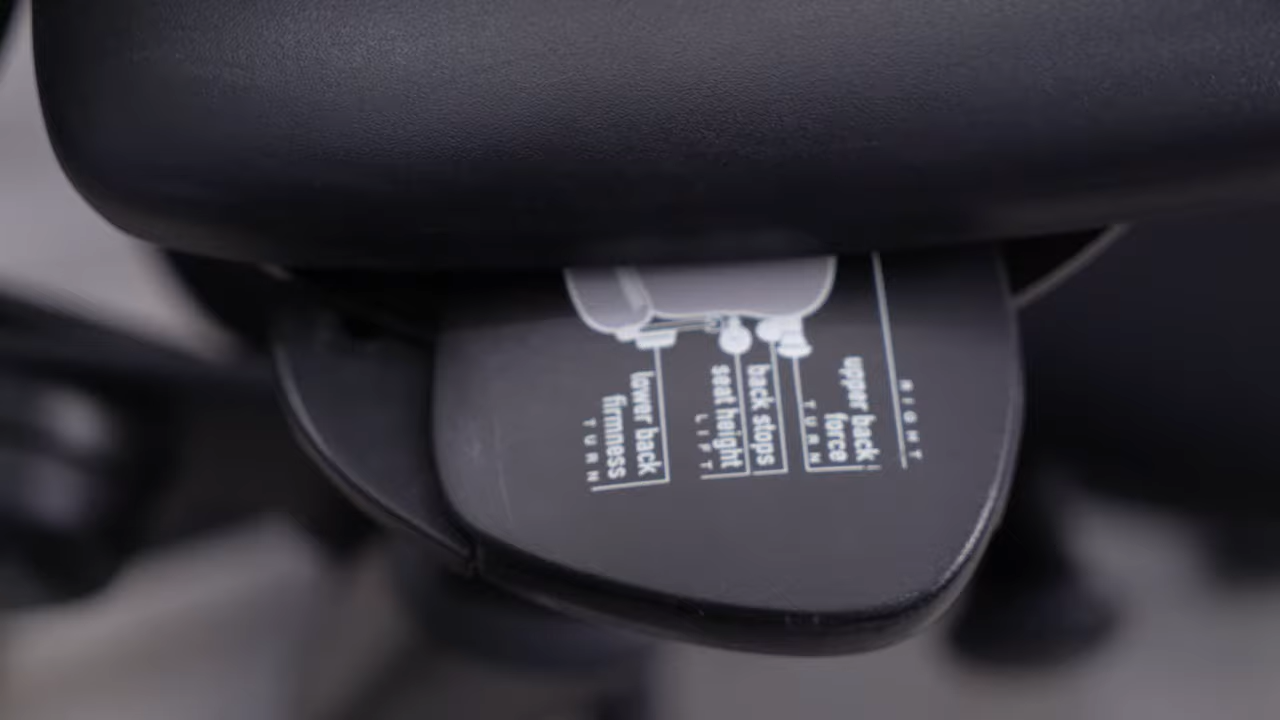 RIGHT
upper back
force
TURN
back stops
seat height
LIFT
lower back
firmness
TURN